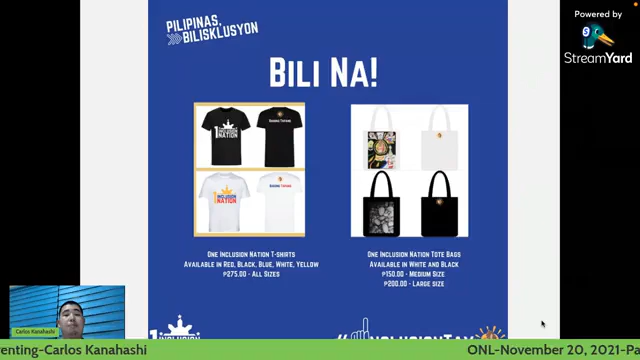 Powered by
StreamYard
PILIPINAS,
BILISKLUSYON
BILI NA!
1 INCLUSION
NATION
ONE INCLUSION NATION T-SHIRTS
AVAILABLE IN RED, BLACK, BLUE, WHITE, YELLOW
₱275.00 - ALL SIZES
ONE INCLUSION NATION TOTE BAGS
AVAILABLE IN WHITE AND BLACK
₱150.00 - MEDIUM SIZE
₱200.00 - LARGE SIZE
Carlos Kanahashi
INCLUSION
renting-Carlos Kanahashi
ONL-November 20, 2021-Pa